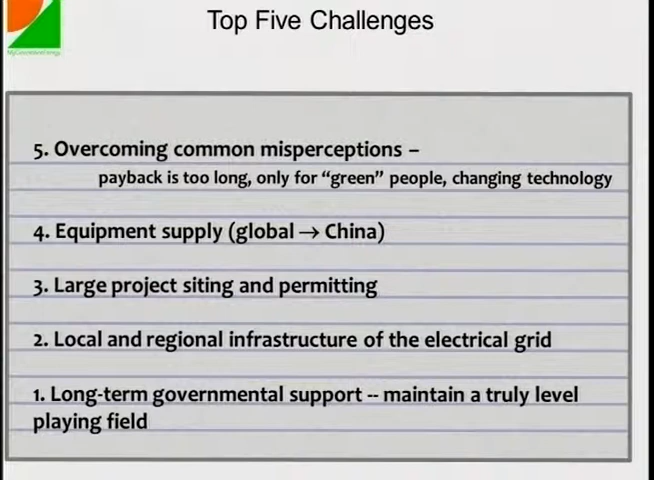 Top Five Challenges
5. Overcoming common misperceptions –
payback is too long, only for “green” people, changing technology
4. Equipment supply (global → China)
3. Large project siting and permitting
2. Local and regional infrastructure of the electrical grid
1. Long-term governmental support -- maintain a truly level
playing field